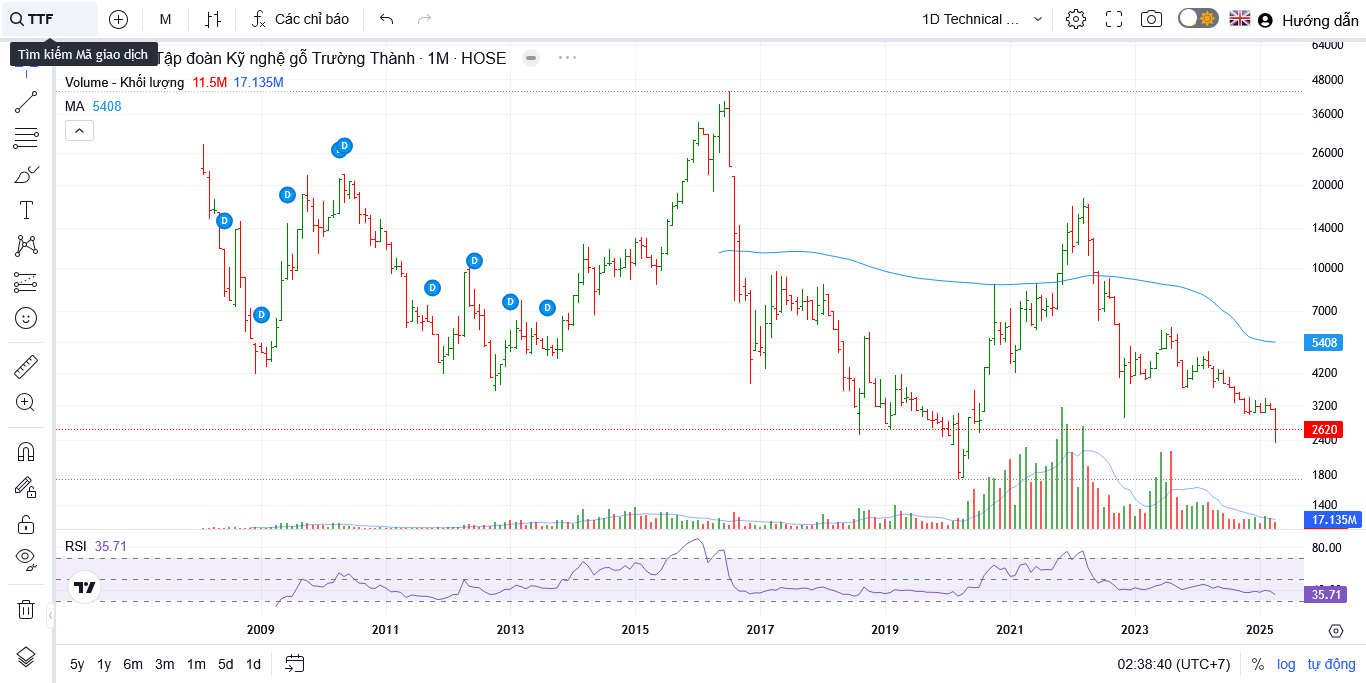 TTF
M
Các chỉ báo
1D Technical ...
Hướng dẫn
Tìm kiếm Mã giao dịch
Tập đoàn Kỹ nghệ gỗ Trường Thành · 1M · HOSE
Volume - Khối lượng 11.5M 17.135M
MA 5408
64000
48000
36000
26000
20000
14000
10000
7000
5408
4200
3200
2620
2400
1800
1400
17.135M
D
D
D
D
D
D
D
D
D
RSI 35.71
80.00
35.71
2009 2011 2013 2015 2017 2019 2021 2023 2025
5y 1y 6m 3m 1m 5d 1d
02:38:40 (UTC+7) % log tự động